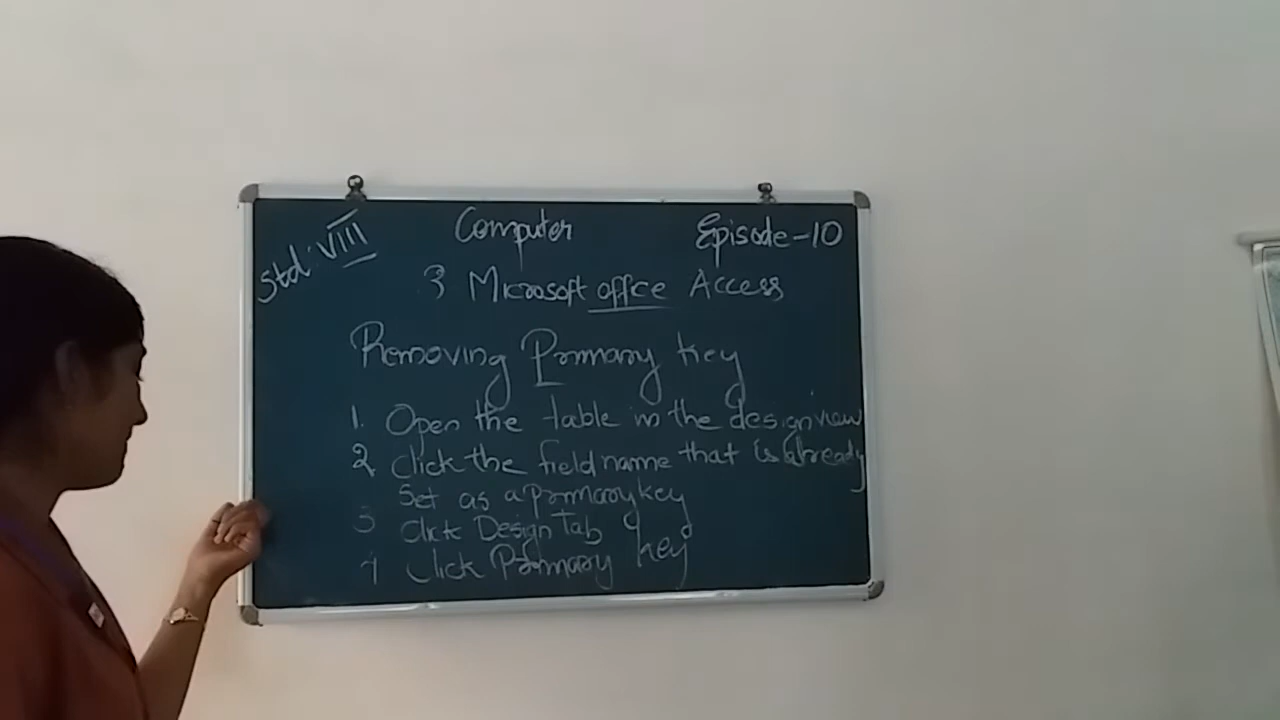 Std: VIII Computer Episode-10
3 Microsoft office Access
Removing Primary key
1. Open the table in the design view
2 Click the field name that is already
Set as a primary key
3 Click Design Tab
4 Click Primary key